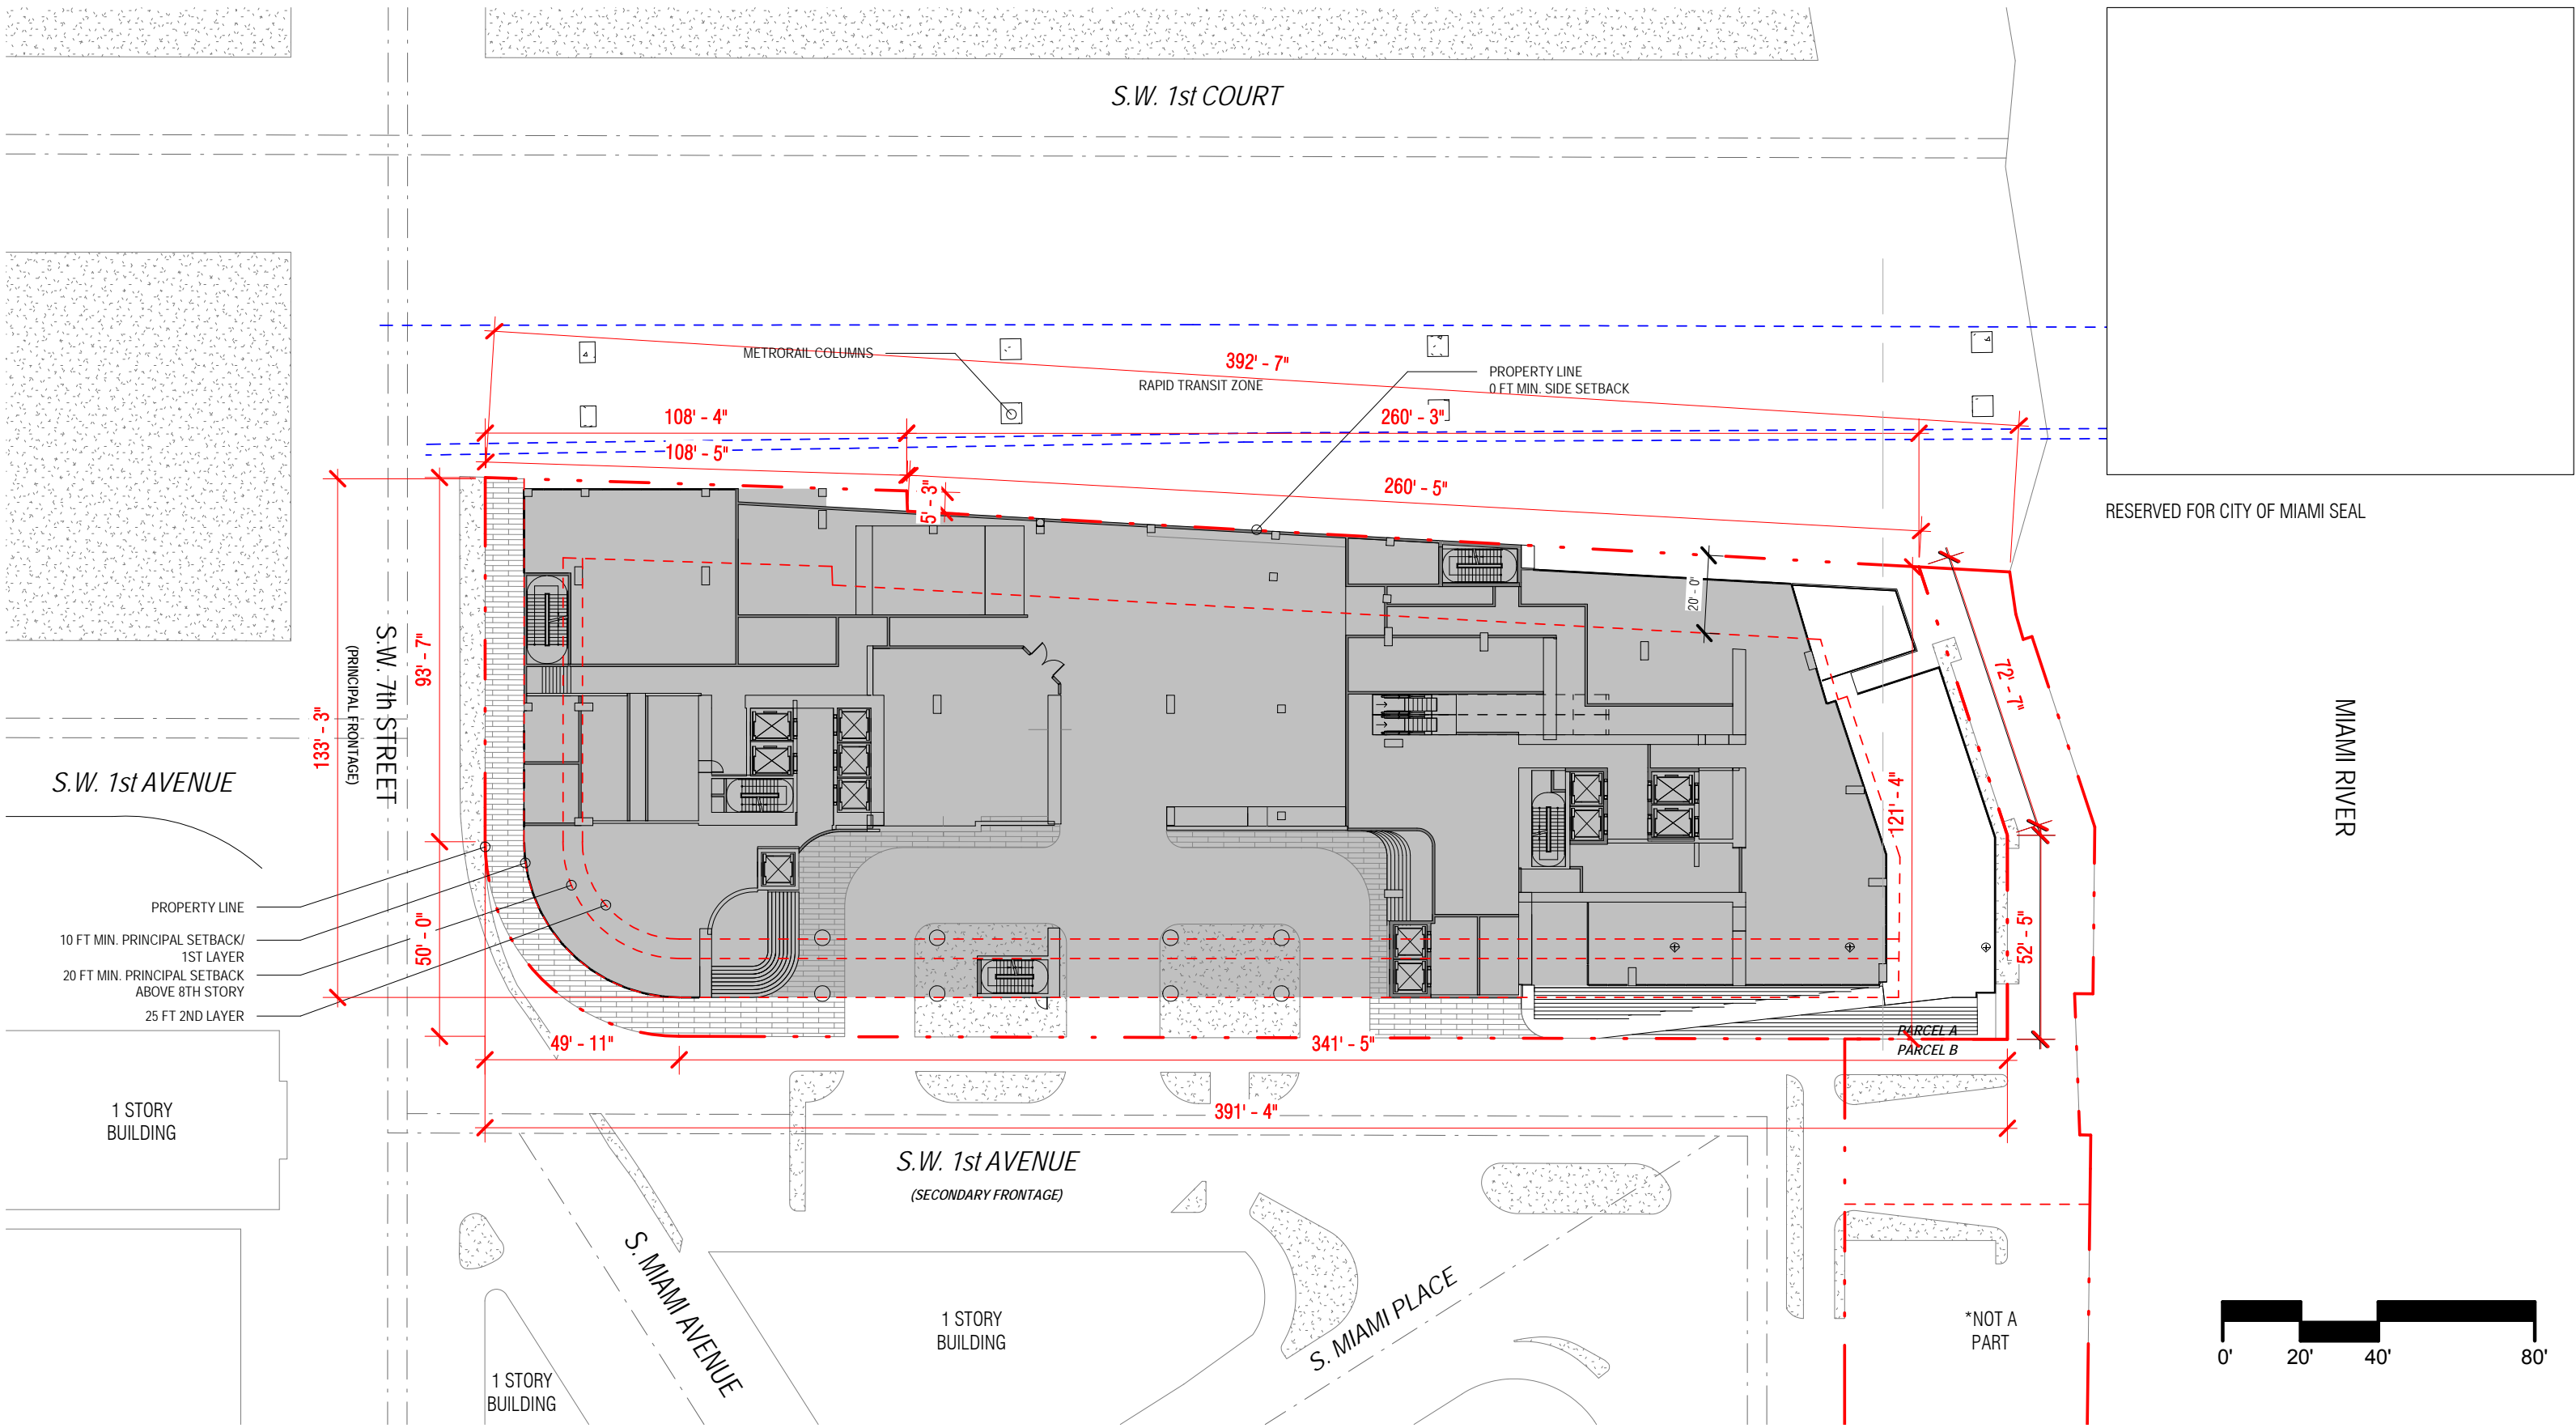 S.W. 1st COURT
METRORAIL COLUMNS
392' - 7"
RAPID TRANSIT ZONE
PROPERTY LINE
0 FT MIN. SIDE SETBACK
108' - 4"
260' - 3"
108' - 5"
260' - 5"
5' - 3"
RESERVED FOR CITY OF MIAMI SEAL
20' - 0"
72' - 7"
93' - 7"
133' - 3"
(PRINCIPAL FRONTAGE)
S.W. 7th STREET
S.W. 1st AVENUE
MIAMI RIVER
121' - 4"
52' - 5"
50' - 0"
PROPERTY LINE
10 FT MIN. PRINCIPAL SETBACK/
1ST LAYER
20 FT MIN. PRINCIPAL SETBACK
ABOVE 8TH STORY
25 FT 2ND LAYER
49' - 11"
341' - 5"
PARCEL A
PARCEL B
391' - 4"
1 STORY
BUILDING
S.W. 1st AVENUE
(SECONDARY FRONTAGE)
S. MIAMI AVENUE
S. MIAMI PLACE
1 STORY
BUILDING
*NOT A
PART
1 STORY
BUILDING
0' 20' 40' 80'